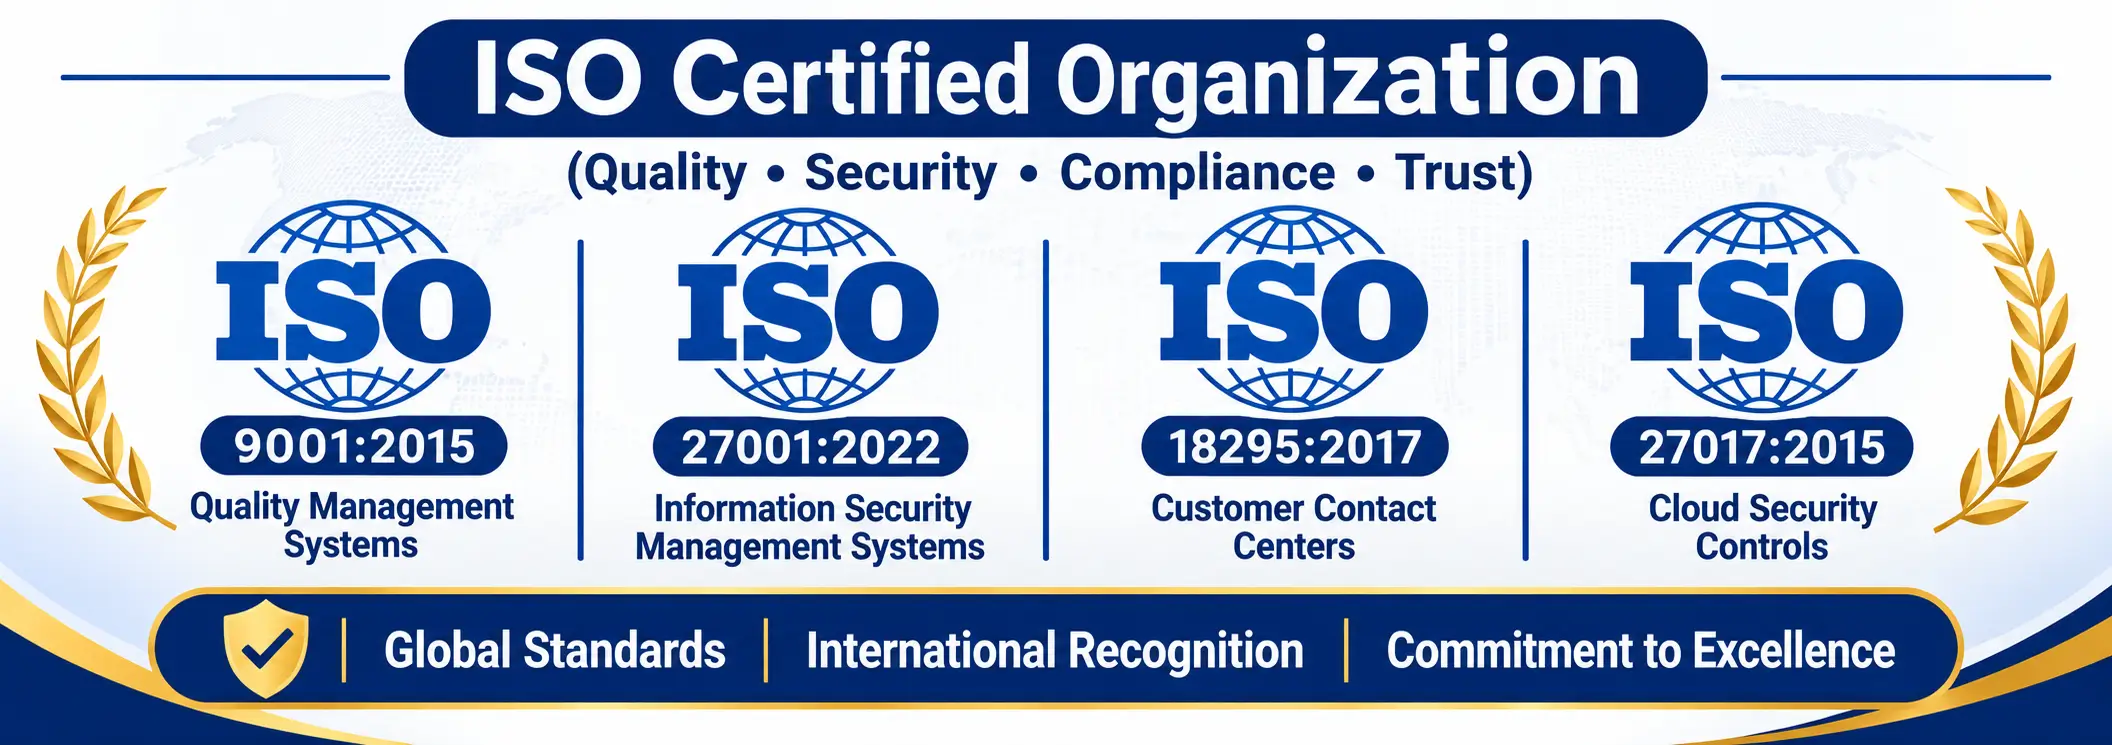 ISO Certified Organization
(Quality • Security • Compliance • Trust)
ISO
9001:2015
Quality Management
Systems
ISO
27001:2022
Information Security
Management Systems
ISO
18295:2017
Customer Contact
Centers
ISO
27017:2015
Cloud Security
Controls
Global Standards
International Recognition
Commitment to Excellence